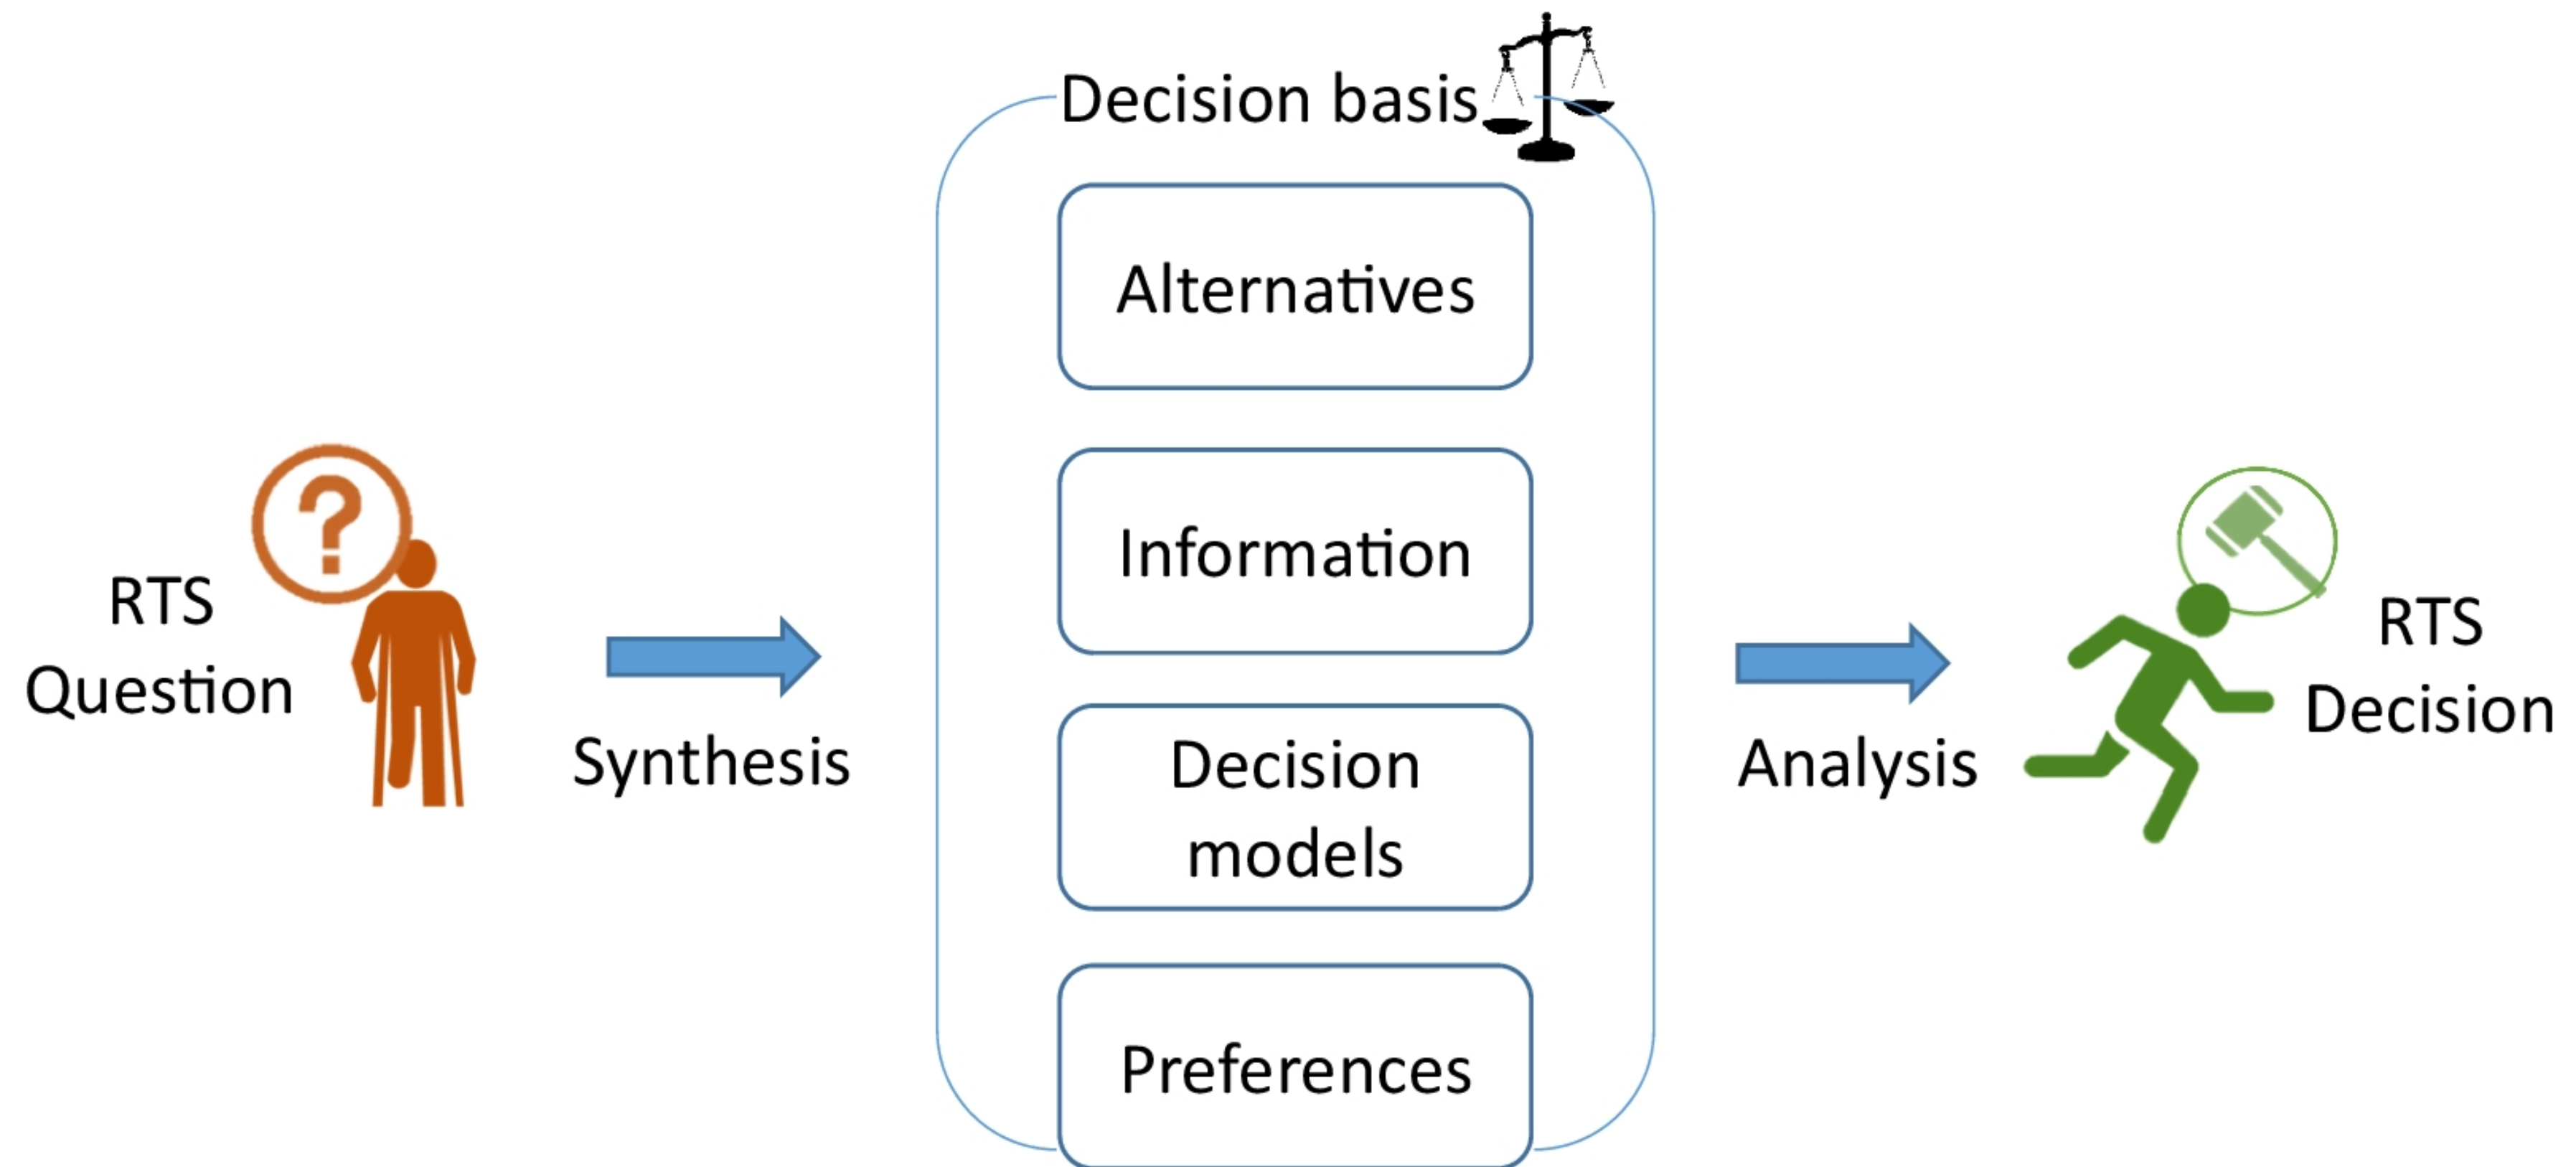 RTS
Question
?
Synthesis
Decision basis
Alternatives
Information
Decision
models
Preferences
Analysis
RTS
Decision